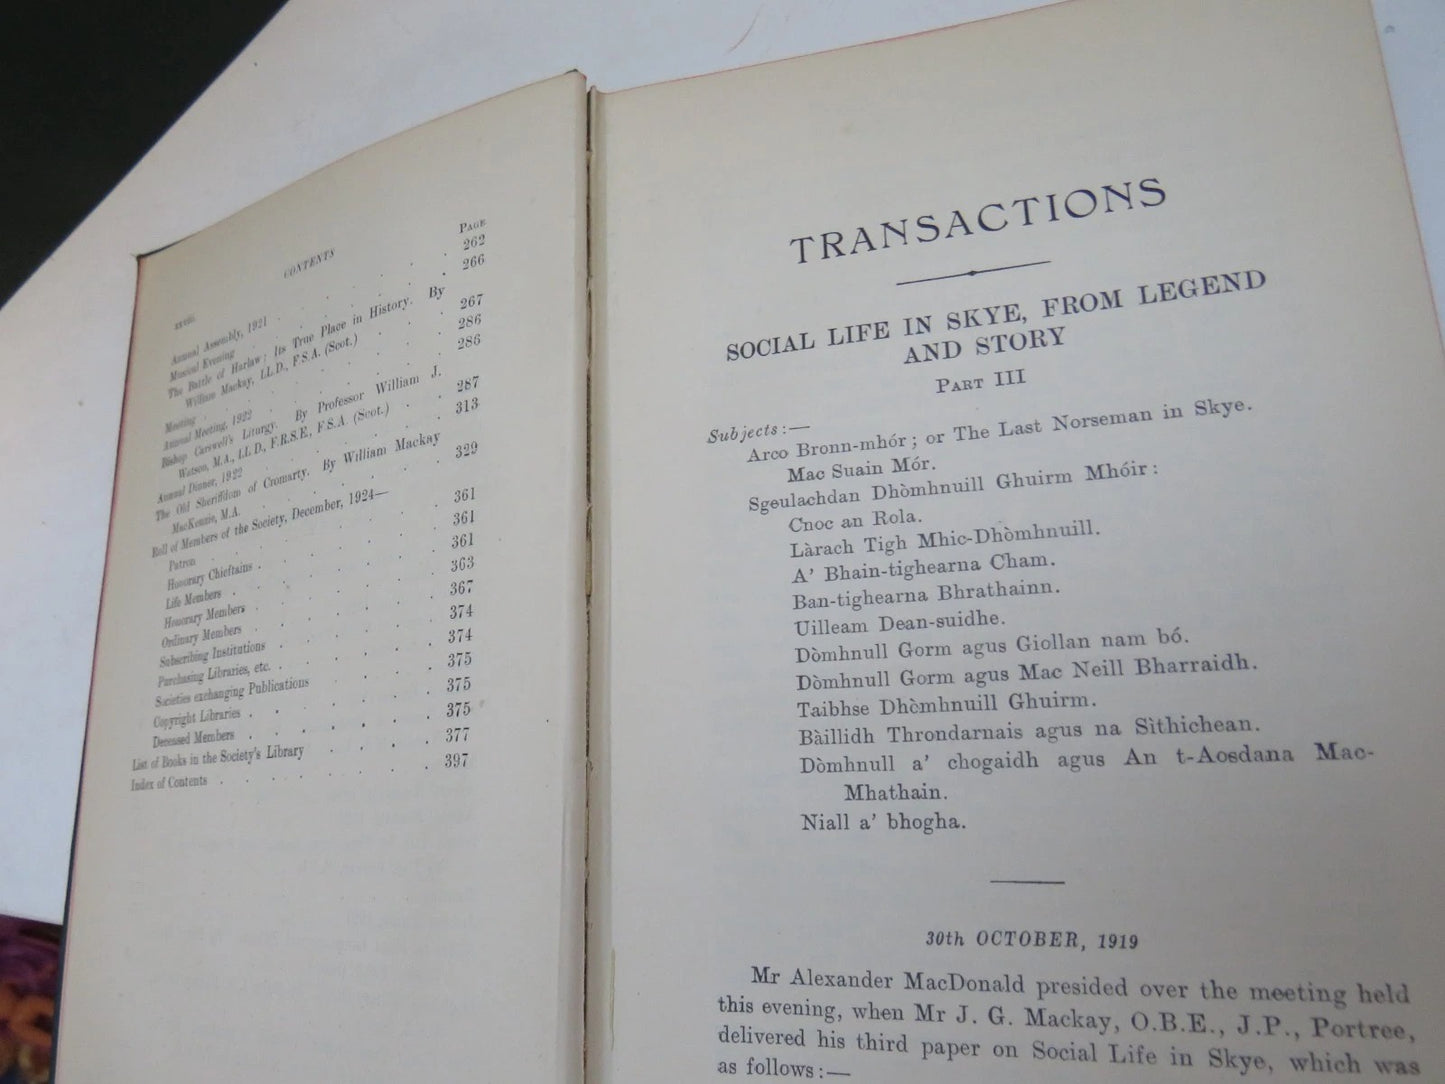 xviii.
CONTENTS
PAGE
Annual Assembly, 1921 . . . . . . 262
Musical Evening . . . . . . 266
The Battle of Harlaw: Its True Place in History. By
William Mackay, LL.D., F.S.A. (Scot.) . . . 267
Meeting . . . . . . 286
Annual Meeting, 1922 . . . . . 286
Bishop Carswell's Liturgy. By Professor William J.
Watson, M.A., LL.D., F.R.S.E., F.S.A. (Scot.) . . 287
Annual Dinner, 1922 . . . . . . 313
The Old Sheriffdom of Cromarty. By William Mackay
MacKenzie, M.A. . . . . . . 329
Roll of Members of the Society, December, 1924—
Patron . . . . . . 361
Honorary Chieftains . . . . . . 361
Life Members . . . . . . 361
Honorary Members . . . . . . 363
Ordinary Members . . . . . . 367
Subscribing Institutions . . . . . 374
Purchasing Libraries, etc. . . . . . 374
Societies exchanging Publications . . . . 375
Copyright Libraries . . . . . . 375
Deceased Members . . . . . . 375
List of Books in the Society's Library . . . . 377
Index of Contents . . . . . . . 397
TRANSACTIONS
SOCIAL LIFE IN SKYE, FROM LEGEND
AND STORY
PART III
Subjects:—
Arco Bronn-mhór; or The Last Norseman in Skye.
Mac Suain Mór.
Sgeulachdan Dhòmhnuill Ghuirm Mhóir:
Cnoc an Rola.
Làrach Tigh Mhic-Dhòmhnuill.
A' Bhain-tighearna Cham.
Ban-tighearna Bhrathainn.
Uilleam Dean-suidhe.
Dòmhnull Gorm agus Giollan nam bó.
Dòmhnull Gorm agus Mac Neill Bharraidh.
Taibhse Dhòmhnuill Ghuirm.
Bàillidh Throndarnais agus na Sìthichean.
Dòmhnull a' chogaidh agus An t-Aosdana Mac-
Mhathain.
Niall a' bhogha.
30th OCTOBER, 1919
Mr Alexander MacDonald presided over the meeting held
this evening, when Mr J. G. Mackay, O.B.E., J.P., Portree,
delivered his third paper on Social Life in Skye, which was
as follows:—